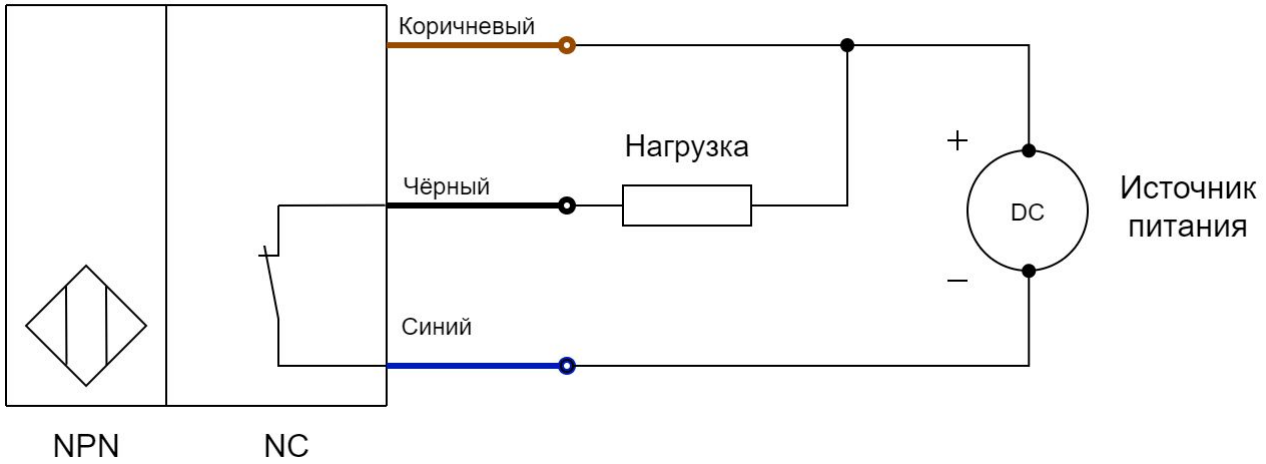 Коричневый
Нагрузка
+
Чёрный
Источник
питания
DC
−
Синий
NPN
NC